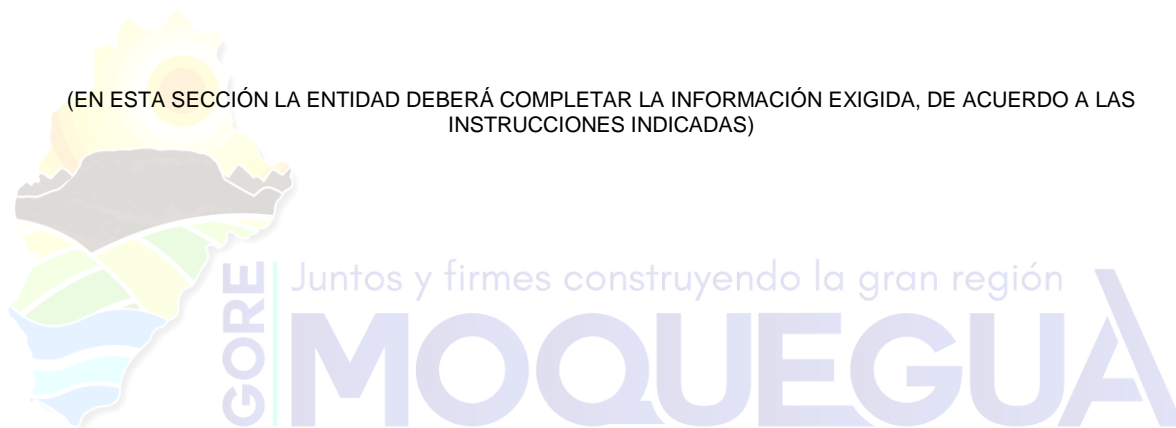 (EN ESTA SECCIÓN LA ENTIDAD DEBERÁ COMPLETAR LA INFORMACIÓN EXIGIDA, DE ACUERDO A LAS
INSTRUCCIONES INDICADAS)
GORE
Juntos y firmes construyendo la gran región
MOQUEGUA